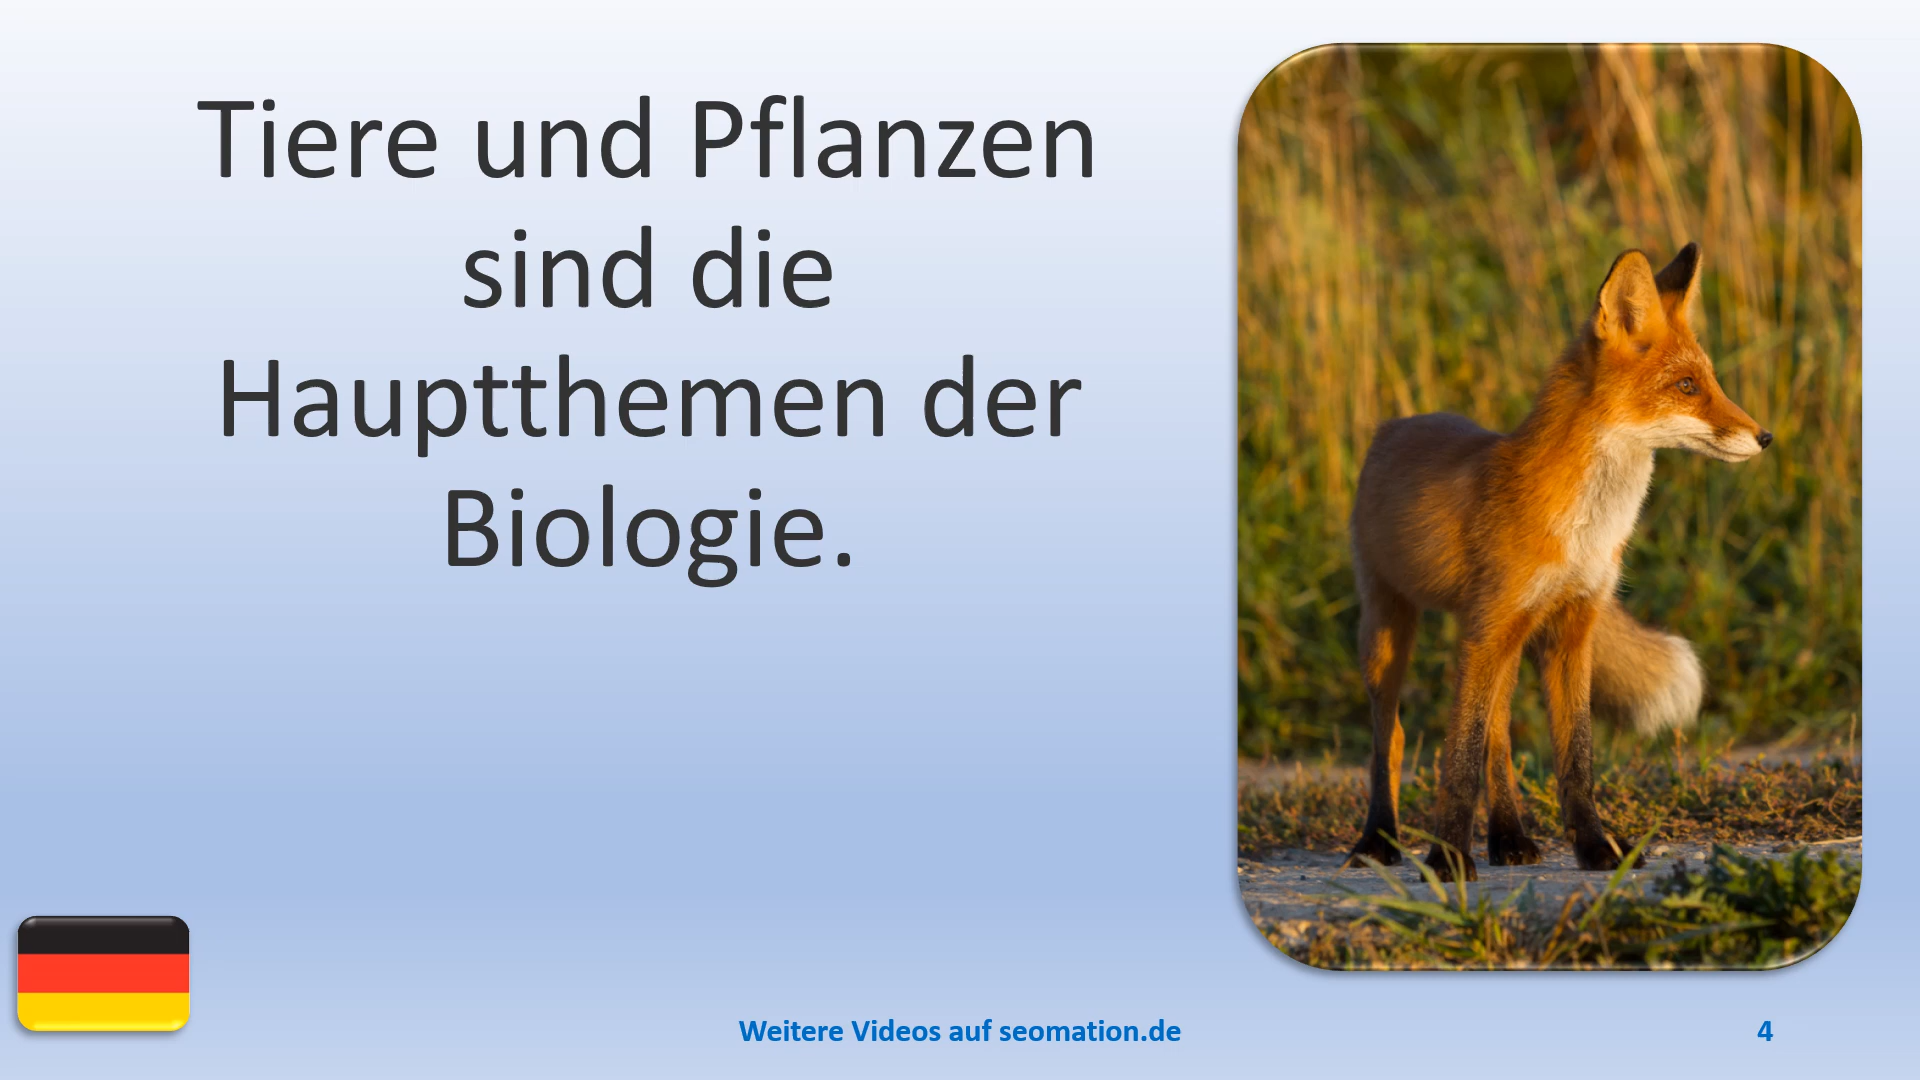 Tiere und Pflanzen
sind die
Hauptthemen der
Biologie.
Weitere Videos auf seomation.de
4